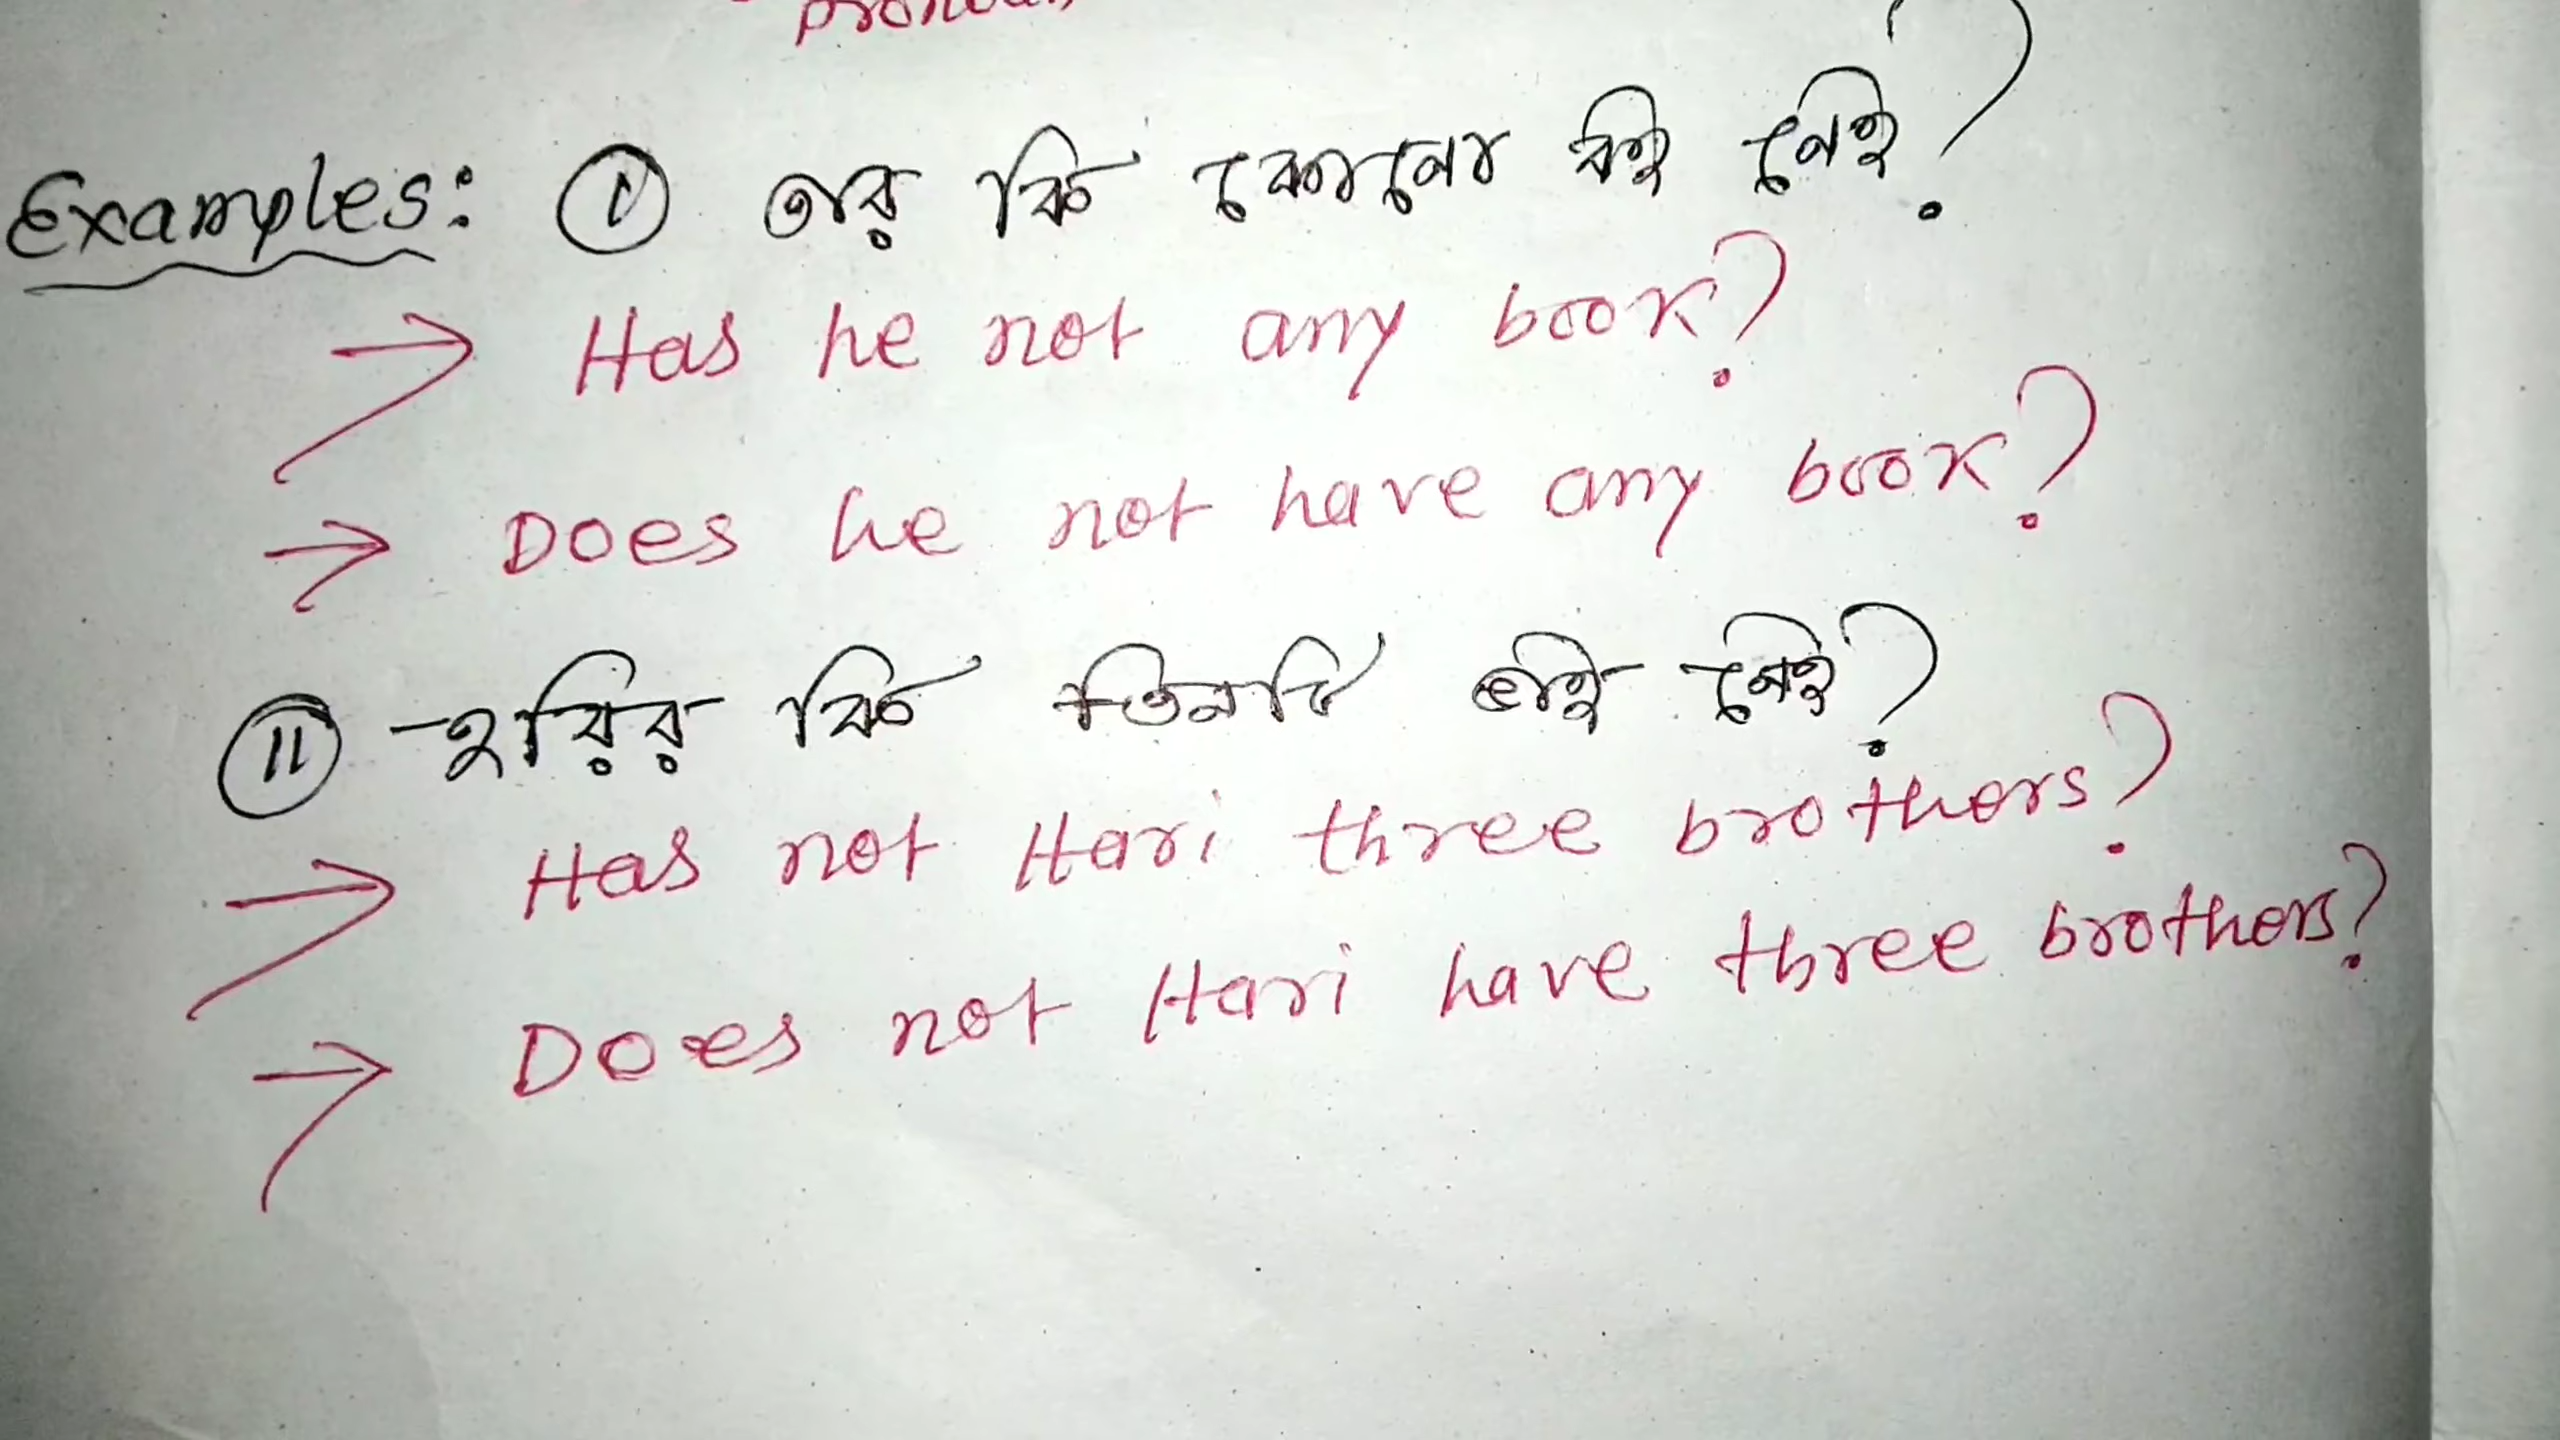 pronoun
Examples: (i) তার কি কোনো বই নেই?
→ Has he not any book?
→ Does he not have any book?
(ii) হরির কি তিনটি ভাই নেই?
→ Has not Hari three brothers?
→ Does not Hari have three brothers?